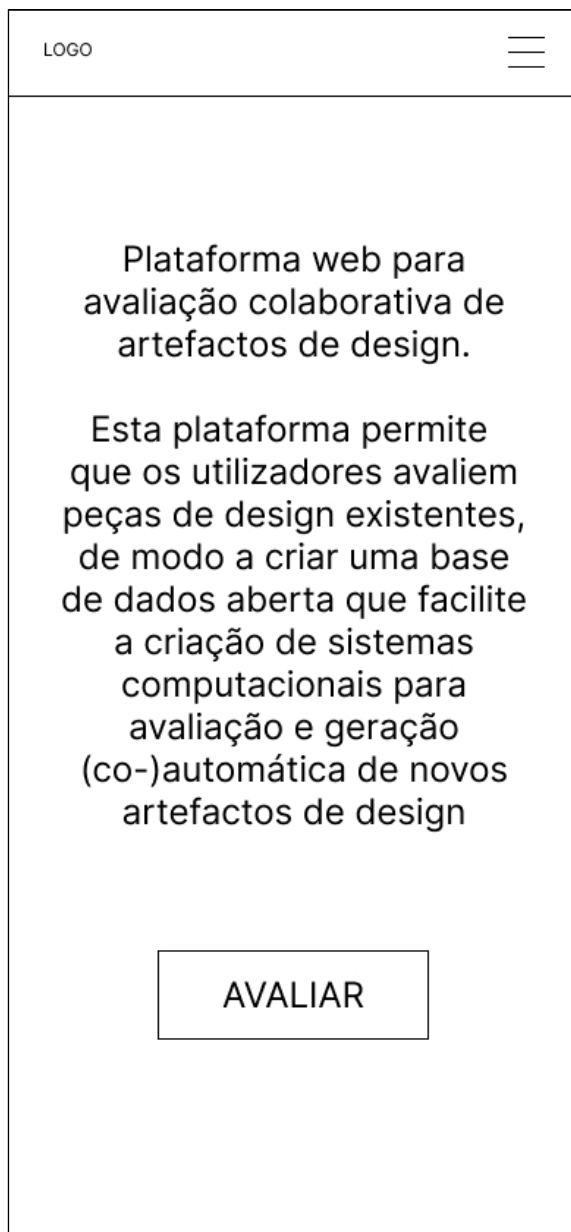 LOGO
Plataforma web para
avaliação colaborativa de
artefactos de design.
Esta plataforma permite
que os utilizadores avaliem
peças de design existentes,
de modo a criar uma base
de dados aberta que facilite
a criação de sistemas
computacionais para
avaliação e geração
(co-)automática de novos
artefactos de design
AVALIAR